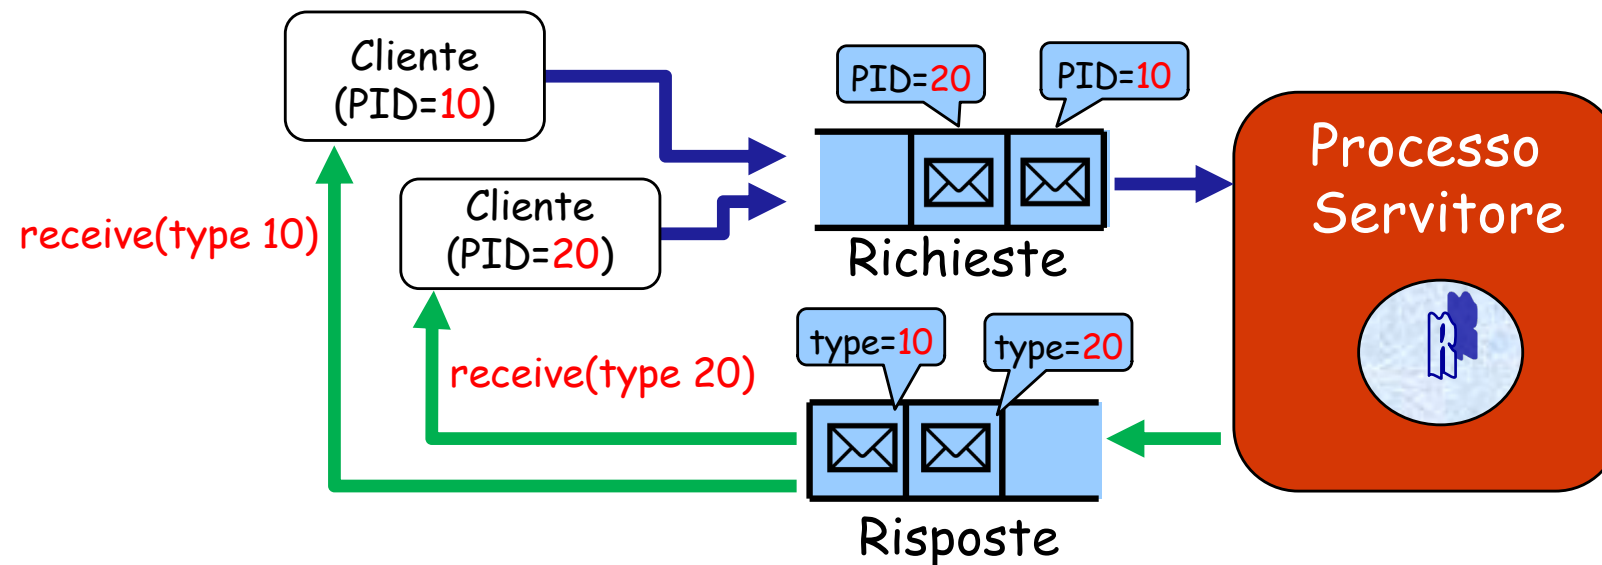 Cliente
(PID=10)
PID=20
PID=10
Processo
Servitore
Cliente
(PID=20)
receive(type 10)
Richieste
R
type=10
type=20
receive(type 20)
Risposte